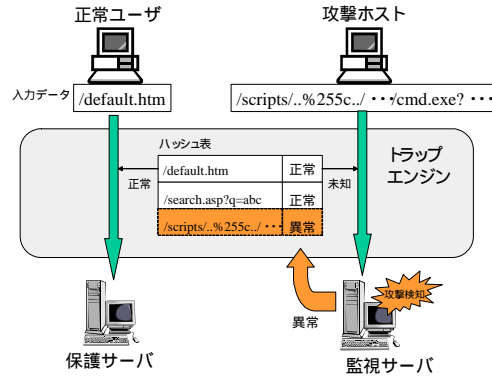 正常ユーザ
攻撃ホスト
入力データ
/default.htm
/scripts/..%255c../ ･･･/cmd.exe? ･･･
ハッシュ表
トラップ
エンジン
正常
/default.htm
正常
未知
/search.asp?q=abc
正常
/scripts/..%255c../ ･･･
異常
攻撃検知
異常
保護サーバ
監視サーバ